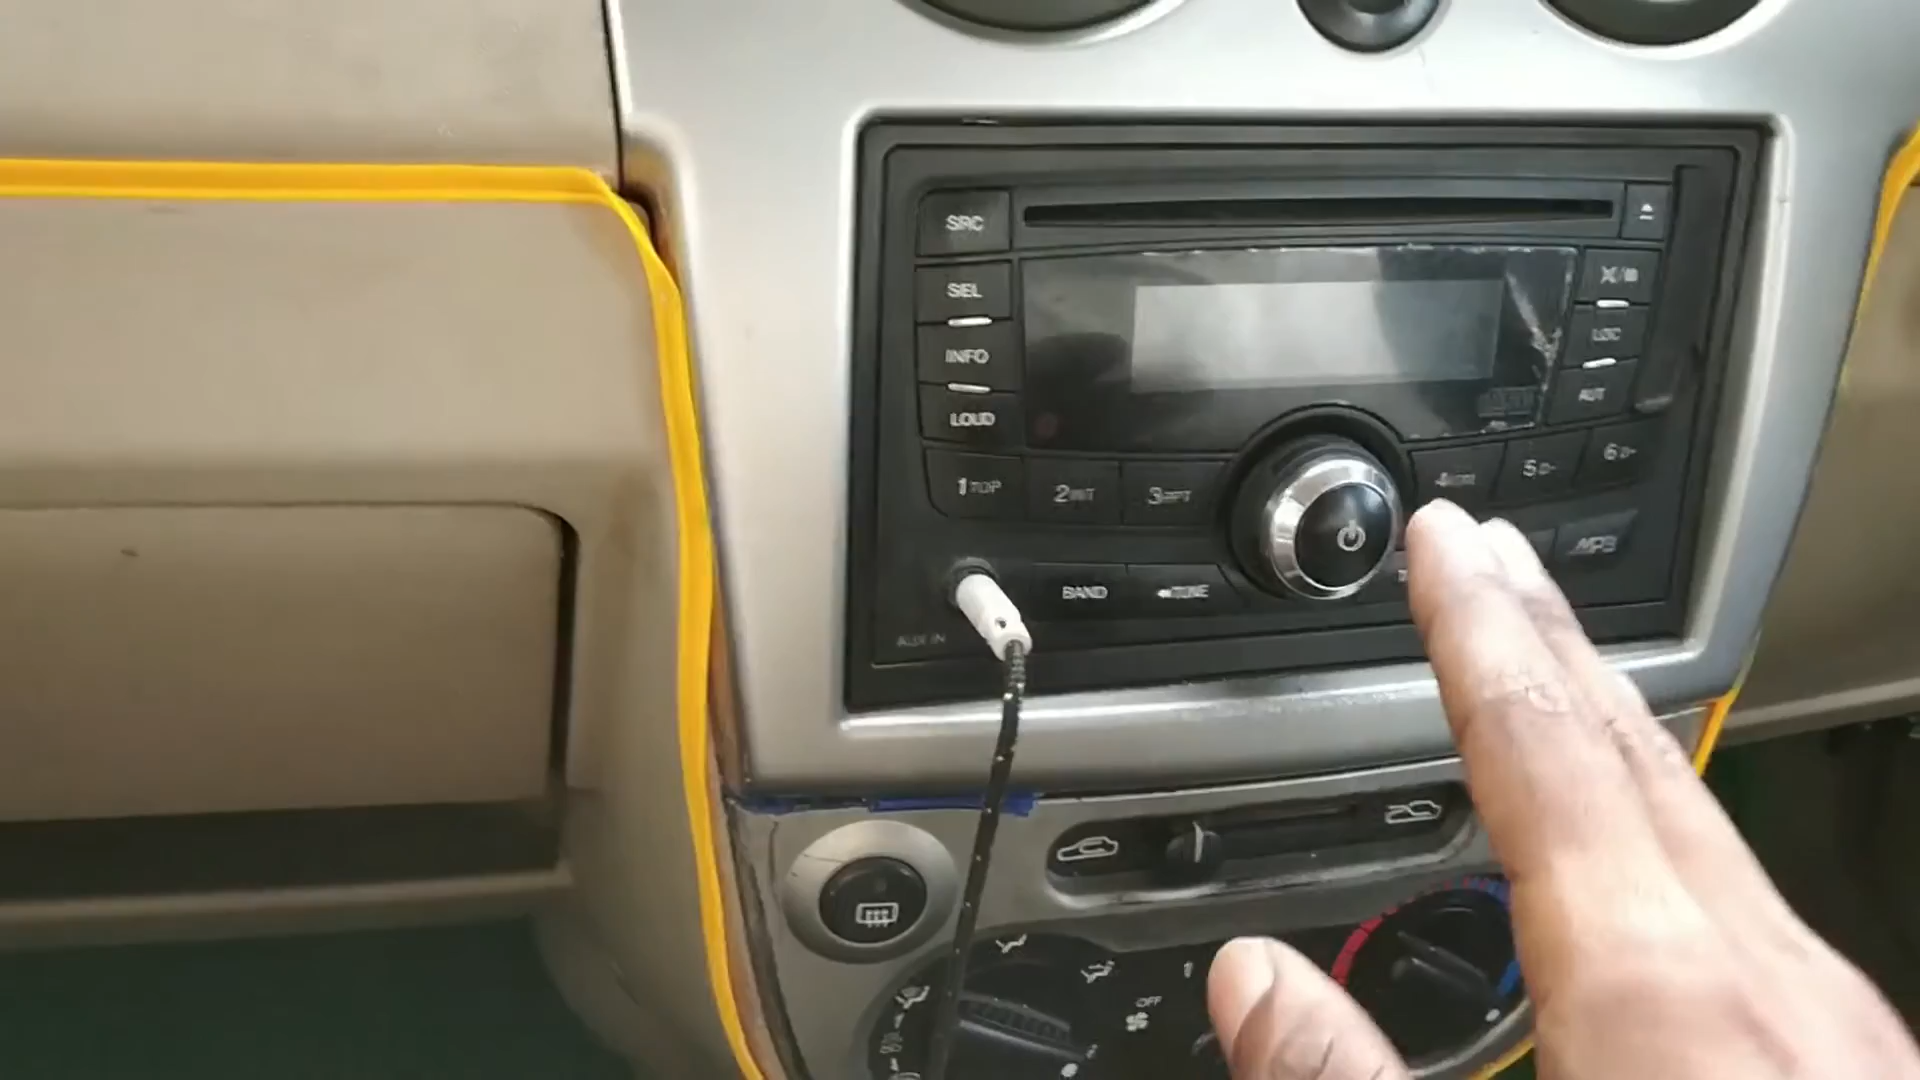 SRC
SEL
INFO
LOUD
LOC
1 TOP
2 INT
3 RPT
5 D-
6 D-
BAND
TUNE
MP3
AUX IN
OFF